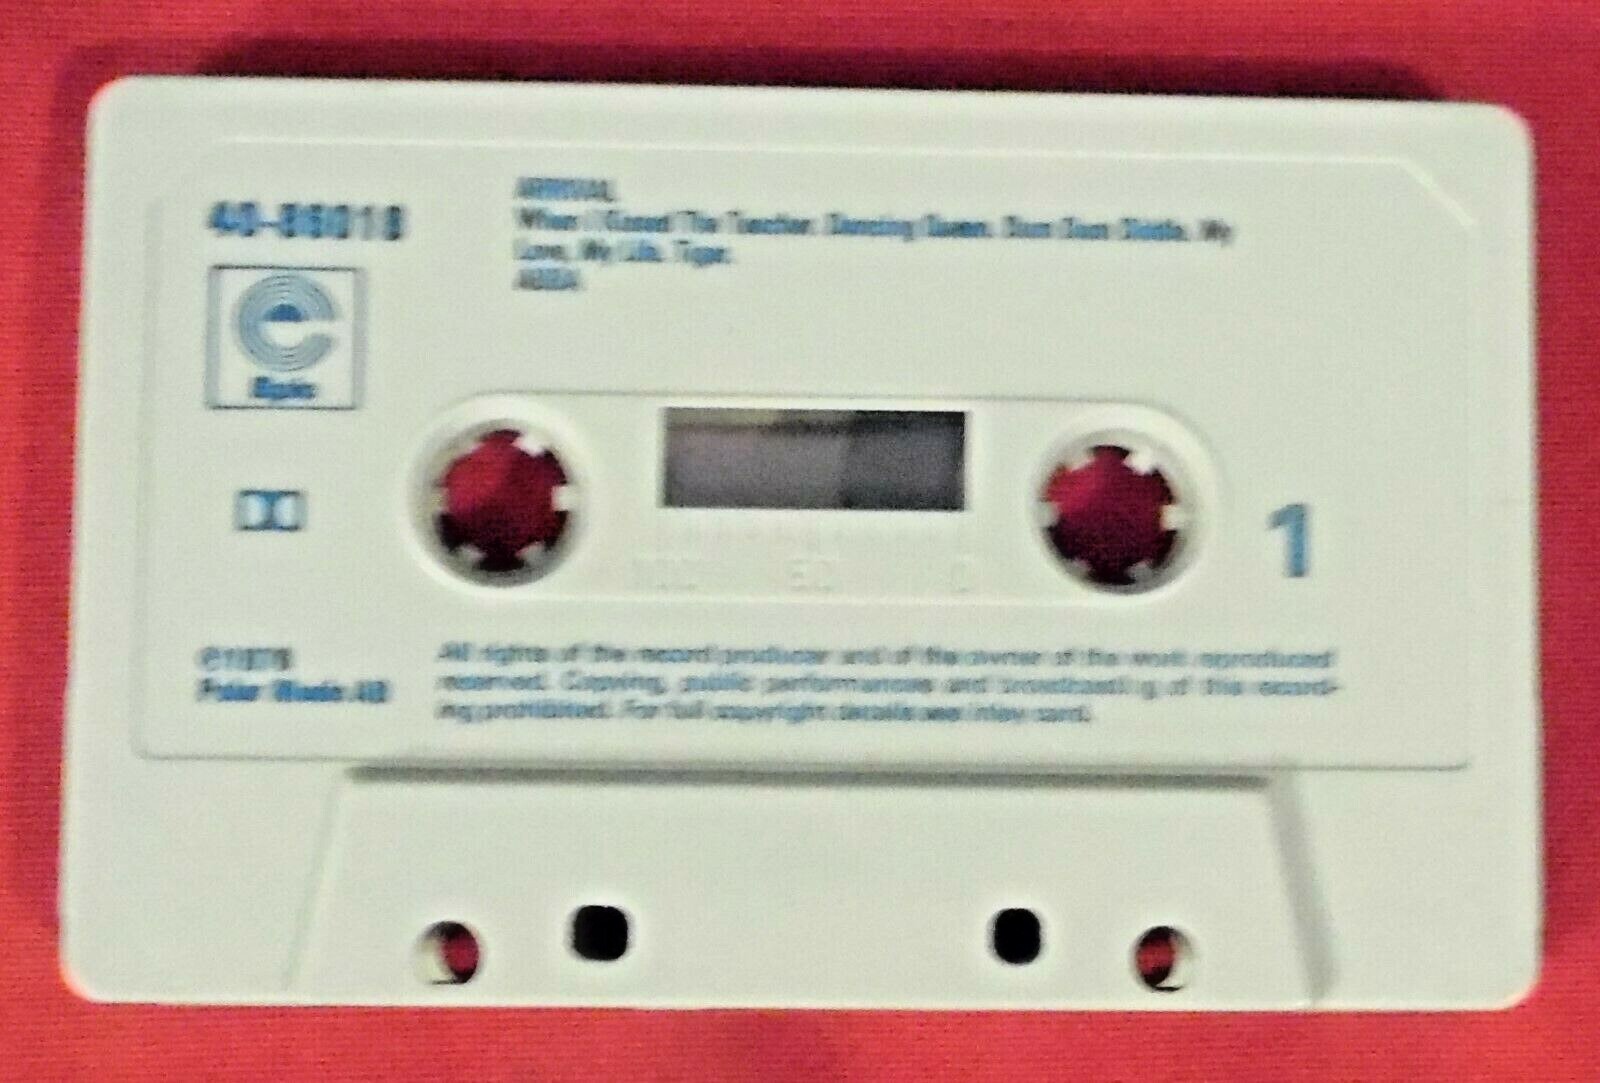 40-86018
ARRIVAL
When I Kissed The Teacher. Dancing Queen. Dum Dum Diddle. My
Love, My Life. Tiger.
ABBA
Epic
1
℗1976
Polar Music AB
All rights of the record producer and of the owner of the work reproduced
reserved. Copying, public performances and broadcasting of this record-
ing prohibited. For full copyright details see inlay card.